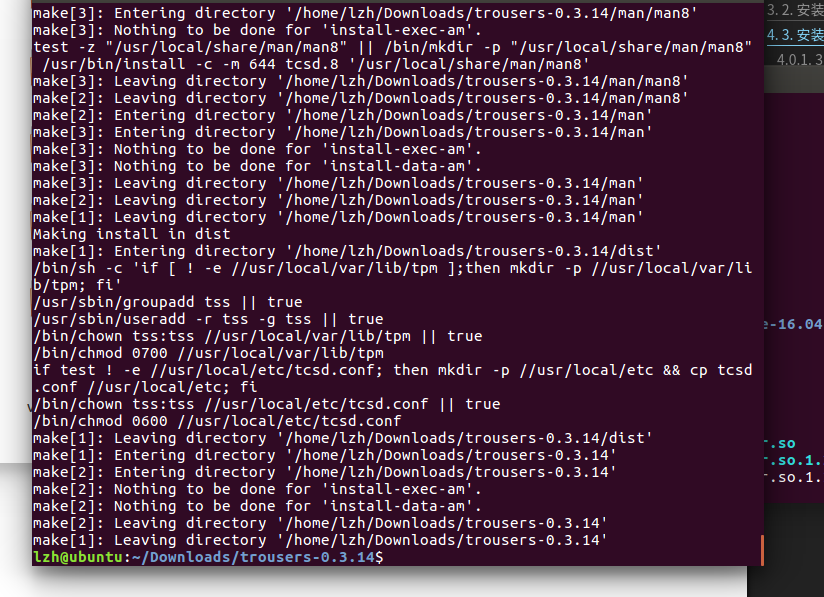 make[3]: Entering directory '/home/lzh/Downloads/trousers-0.3.14/man/man8'
make[3]: Nothing to be done for 'install-exec-am'.
test -z "/usr/local/share/man/man8" || /bin/mkdir -p "/usr/local/share/man/man8"
 /usr/bin/install -c -m 644 tcsd.8 '/usr/local/share/man/man8'
make[3]: Leaving directory '/home/lzh/Downloads/trousers-0.3.14/man/man8'
make[2]: Leaving directory '/home/lzh/Downloads/trousers-0.3.14/man/man8'
make[2]: Entering directory '/home/lzh/Downloads/trousers-0.3.14/man'
make[3]: Entering directory '/home/lzh/Downloads/trousers-0.3.14/man'
make[3]: Nothing to be done for 'install-exec-am'.
make[3]: Nothing to be done for 'install-data-am'.
make[3]: Leaving directory '/home/lzh/Downloads/trousers-0.3.14/man'
make[2]: Leaving directory '/home/lzh/Downloads/trousers-0.3.14/man'
make[1]: Leaving directory '/home/lzh/Downloads/trousers-0.3.14/man'
Making install in dist
make[1]: Entering directory '/home/lzh/Downloads/trousers-0.3.14/dist'
/bin/sh -c 'if [ ! -e //usr/local/var/lib/tpm ];then mkdir -p //usr/local/var/li
b/tpm; fi'
/usr/sbin/groupadd tss || true
/usr/sbin/useradd -r tss -g tss || true
/bin/chown tss:tss //usr/local/var/lib/tpm || true
/bin/chmod 0700 //usr/local/var/lib/tpm
if test ! -e //usr/local/etc/tcsd.conf; then mkdir -p //usr/local/etc && cp tcsd
.conf //usr/local/etc; fi
/bin/chown tss:tss //usr/local/etc/tcsd.conf || true
/bin/chmod 0600 //usr/local/etc/tcsd.conf
make[1]: Leaving directory '/home/lzh/Downloads/trousers-0.3.14/dist'
make[1]: Entering directory '/home/lzh/Downloads/trousers-0.3.14'
make[2]: Entering directory '/home/lzh/Downloads/trousers-0.3.14'
make[2]: Nothing to be done for 'install-exec-am'.
make[2]: Nothing to be done for 'install-data-am'.
make[2]: Leaving directory '/home/lzh/Downloads/trousers-0.3.14'
make[1]: Leaving directory '/home/lzh/Downloads/trousers-0.3.14'
lzh@ubuntu:~/Downloads/trousers-0.3.14$
3. 2. 安装
4. 3. 安装
4.0.1. 3
e-16.04
r.so
r.so.1.
r.so.1.